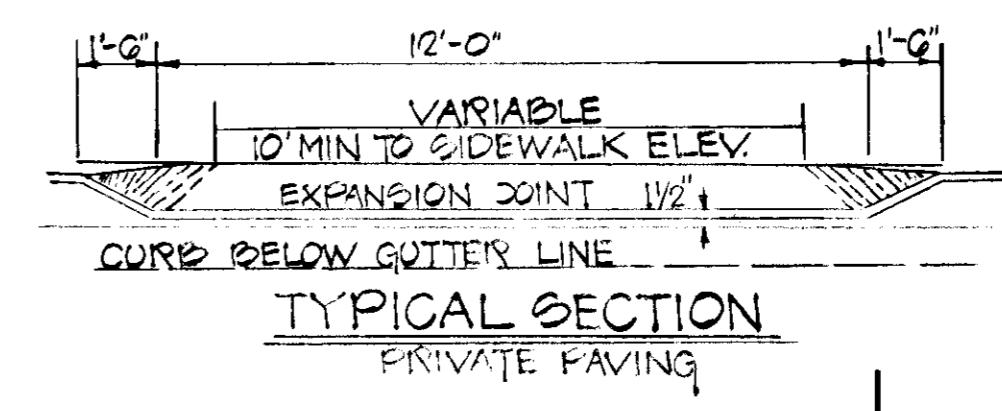 1'-6" 12'-0" 1'-6"
VARIABLE
10' MIN TO SIDEWALK ELEV.
EXPANSION JOINT 1 1/2"
CURB BELOW GUTTER LINE
TYPICAL SECTION
PRIVATE PAVING